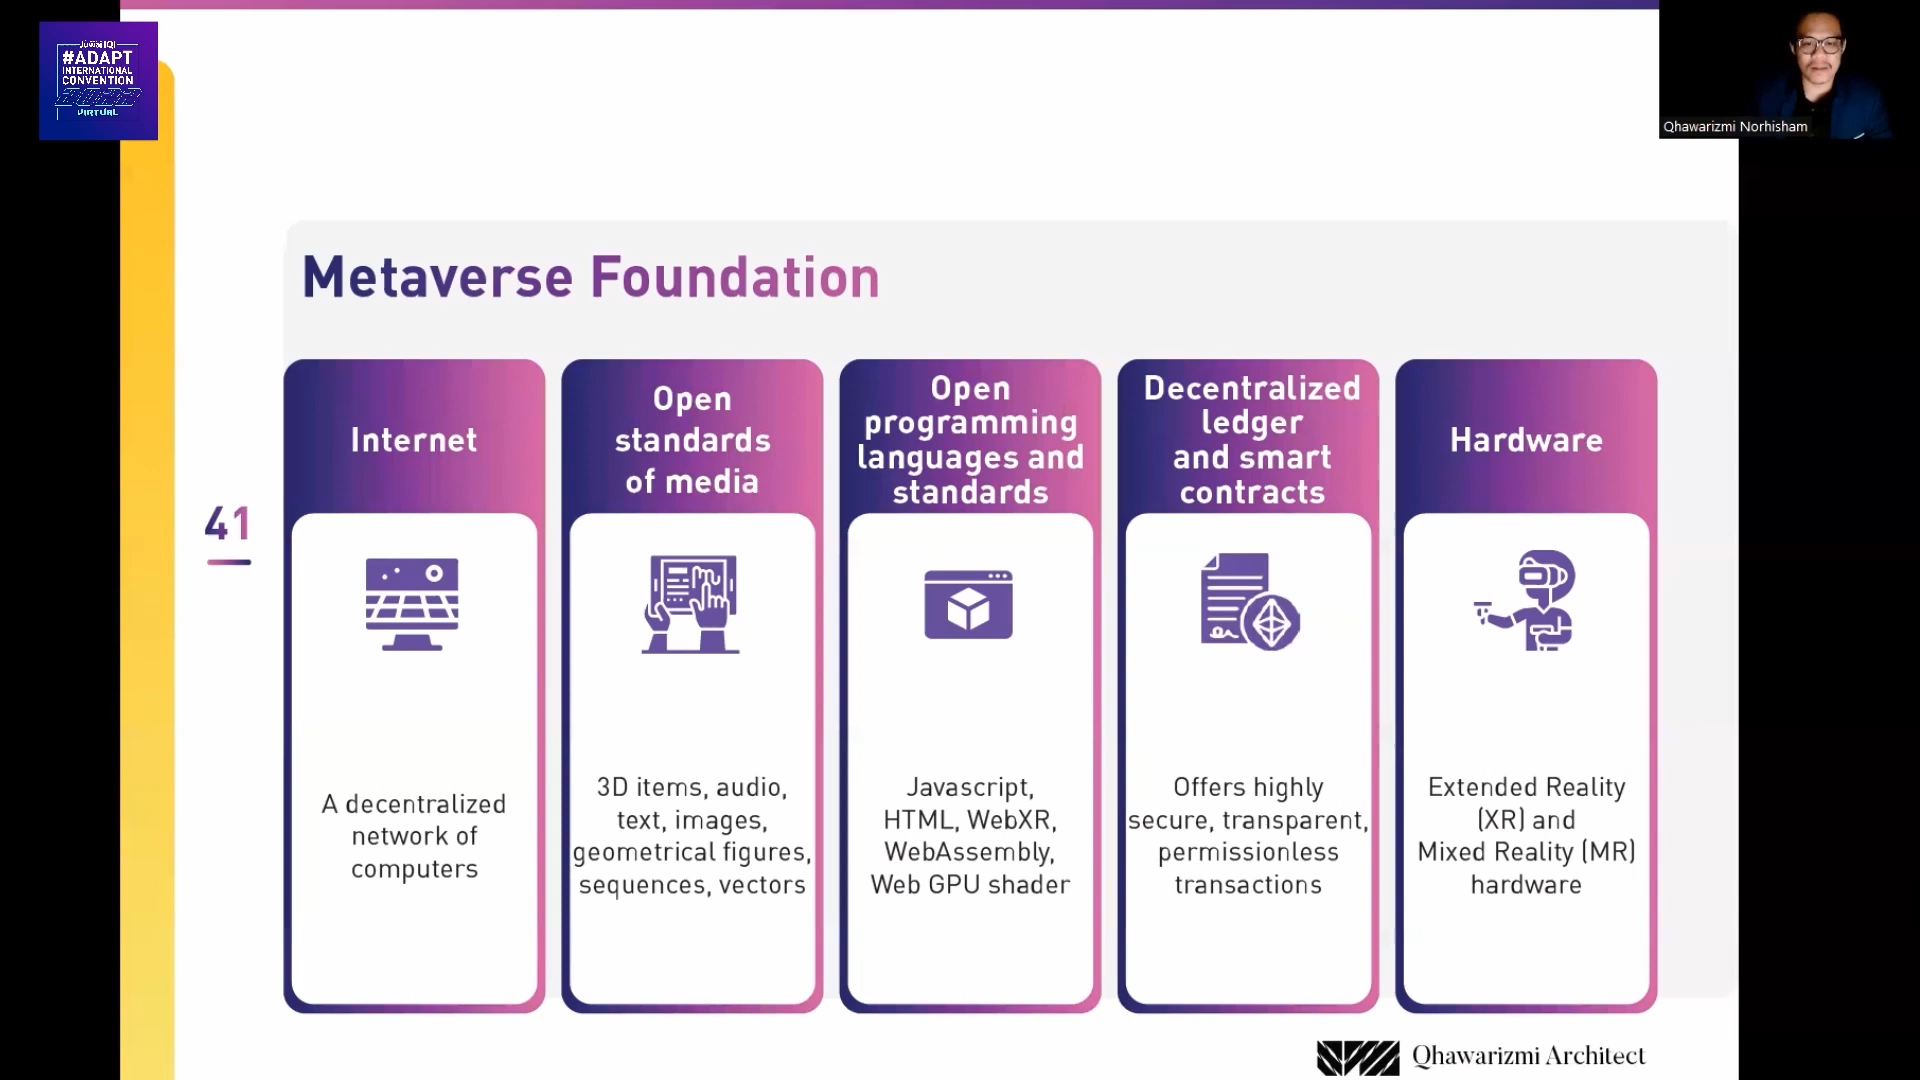 Juwai IQI
#ADAPT
INTERNATIONAL
CONVENTION
VIRTUAL
Qhawarizmi Norhisham
Metaverse Foundation
41
Internet
A decentralized
network of
computers
Open
standards
of media
3D items, audio,
text, images,
geometrical figures,
sequences, vectors
Open
programming
languages and
standards
Javascript,
HTML, WebXR,
WebAssembly,
Web GPU shader
Decentralized
ledger
and smart
contracts
Offers highly
secure, transparent,
permissionless
transactions
Hardware
Extended Reality
(XR) and
Mixed Reality (MR)
hardware
Qhawarizmi Architect